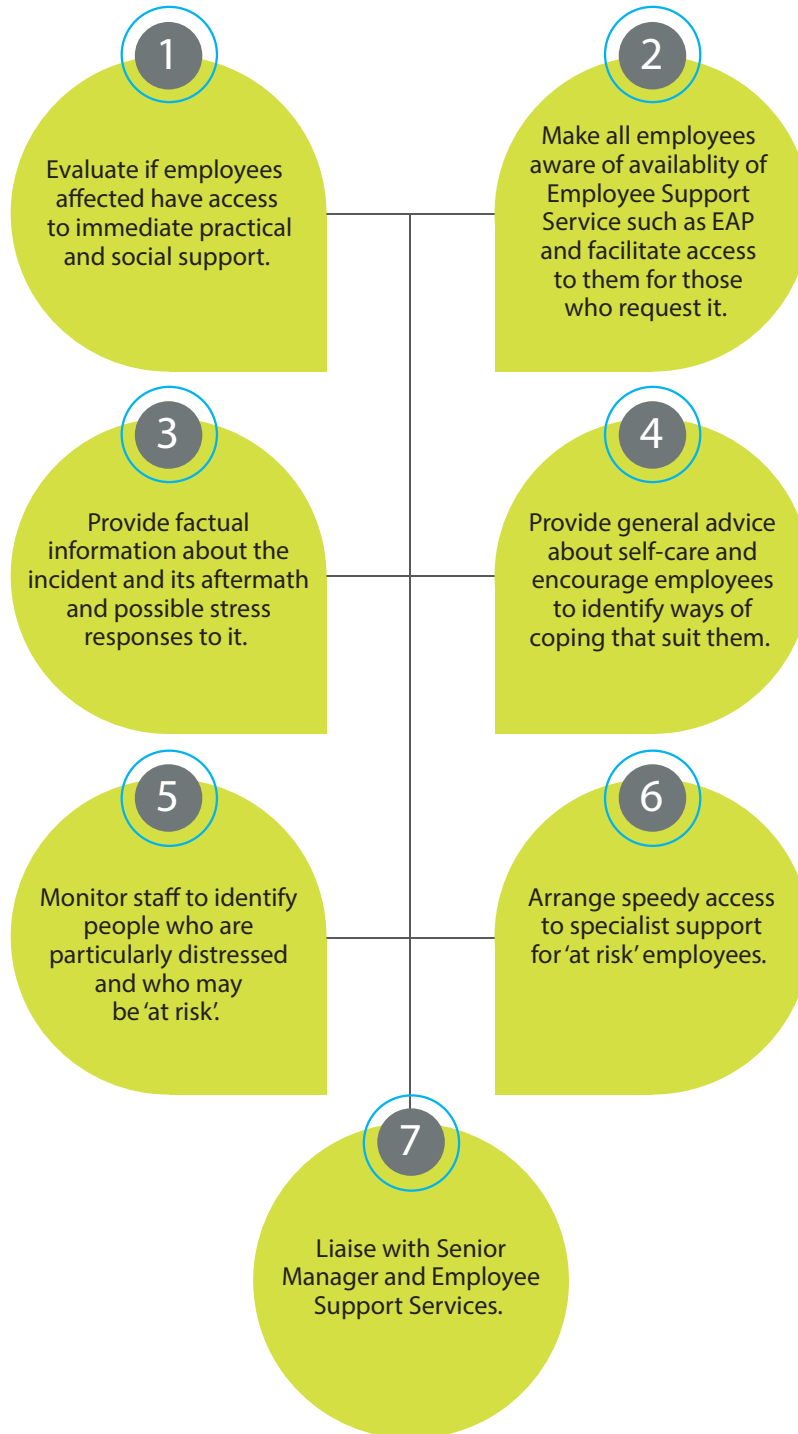 1
Evaluate if employees
affected have access
to immediate practical
and social support.
2
Make all employees
aware of availablity of
Employee Support
Service such as EAP
and facilitate access
to them for those
who request it.
3
Provide factual
information about the
incident and its aftermath
and possible stress
responses to it.
4
Provide general advice
about self-care and
encourage employees
to identify ways of
coping that suit them.
5
Monitor staff to identify
people who are
particularly distressed
and who may
be ‘at risk’.
6
Arrange speedy access
to specialist support
for ‘at risk’ employees.
7
Liaise with Senior
Manager and Employee
Support Services.